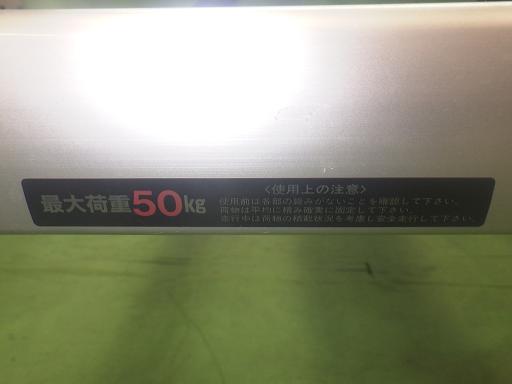 最大荷重50kg
<使用上の注意>
使用前は各部の緩みがないことを確認して下さい。
荷物は平均に積み確実に固定して下さい。
走行中は荷物の積載状況を考慮し安全走行して下さい。